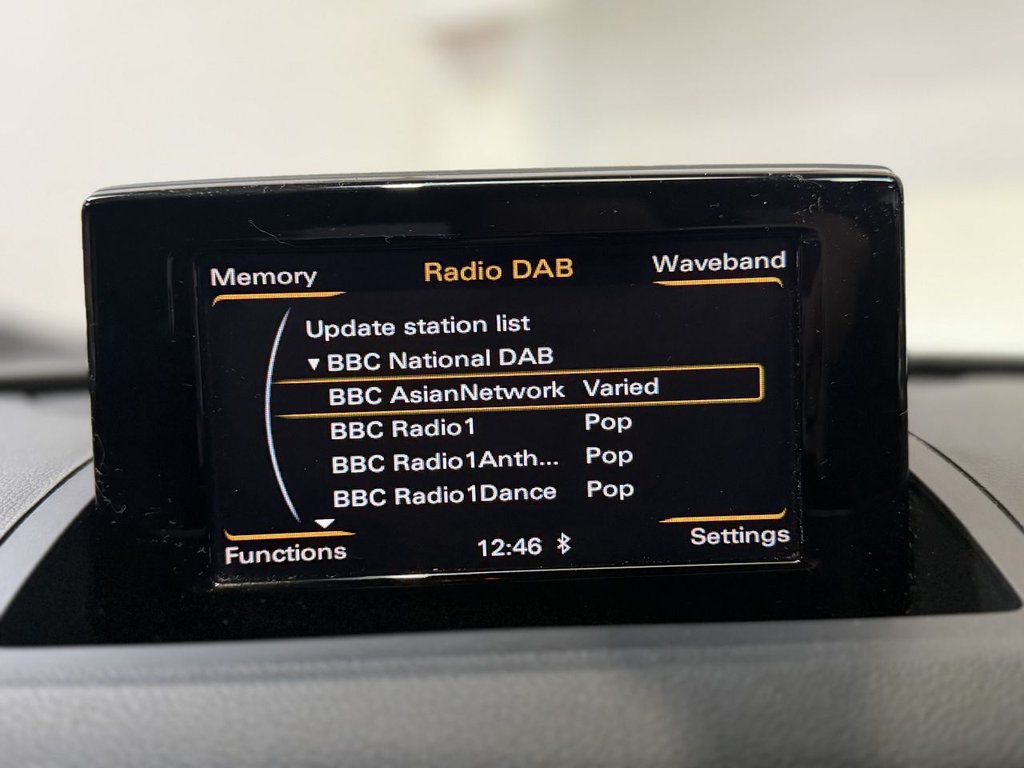 Memory Radio DAB Waveband
Update station list
▼ BBC National DAB
BBC AsianNetwork Varied
BBC Radio1 Pop
BBC Radio1Anth... Pop
BBC Radio1Dance Pop
Functions 12:46 Settings